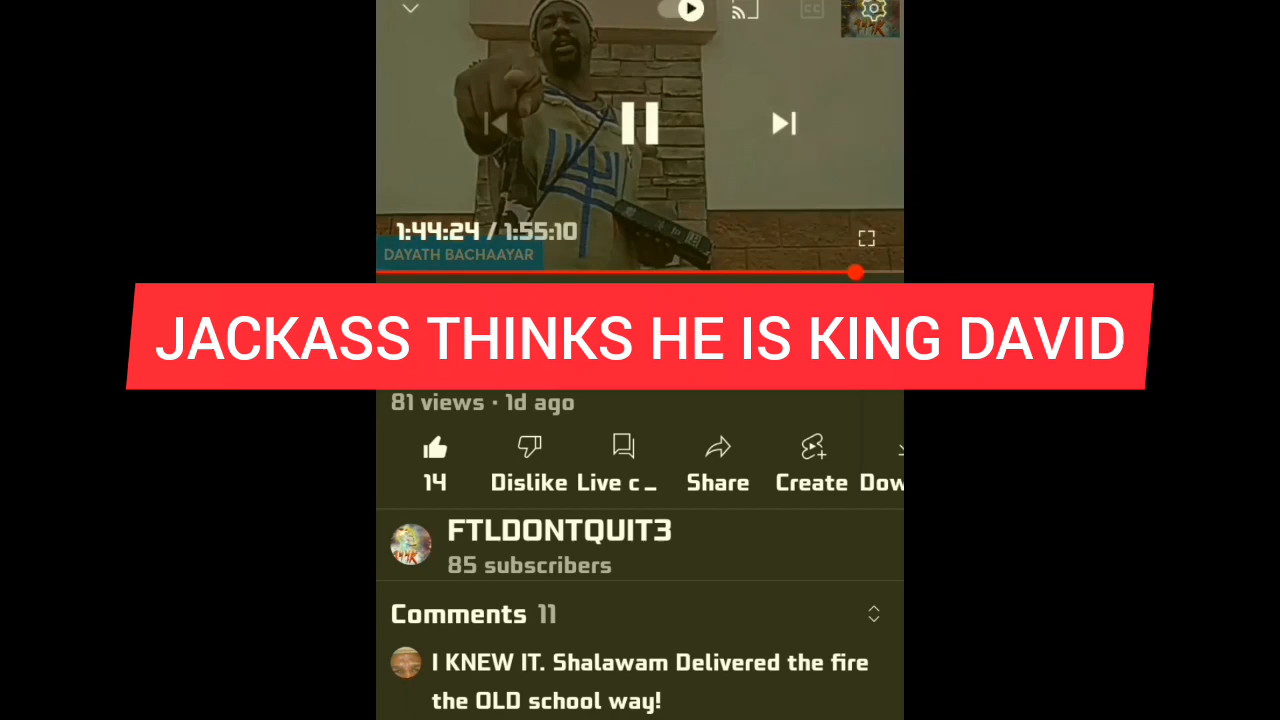 1:44:24 / 1:55:10
DAYATH BACHAAYAR
JACKASS THINKS HE IS KING DAVID
81 views · 1d ago
14 Dislike Live c... Share Create Dow
FTLDONTQUIT3
85 subscribers
Comments 11
I KNEW IT. Shalawam Delivered the fire
the OLD school way!